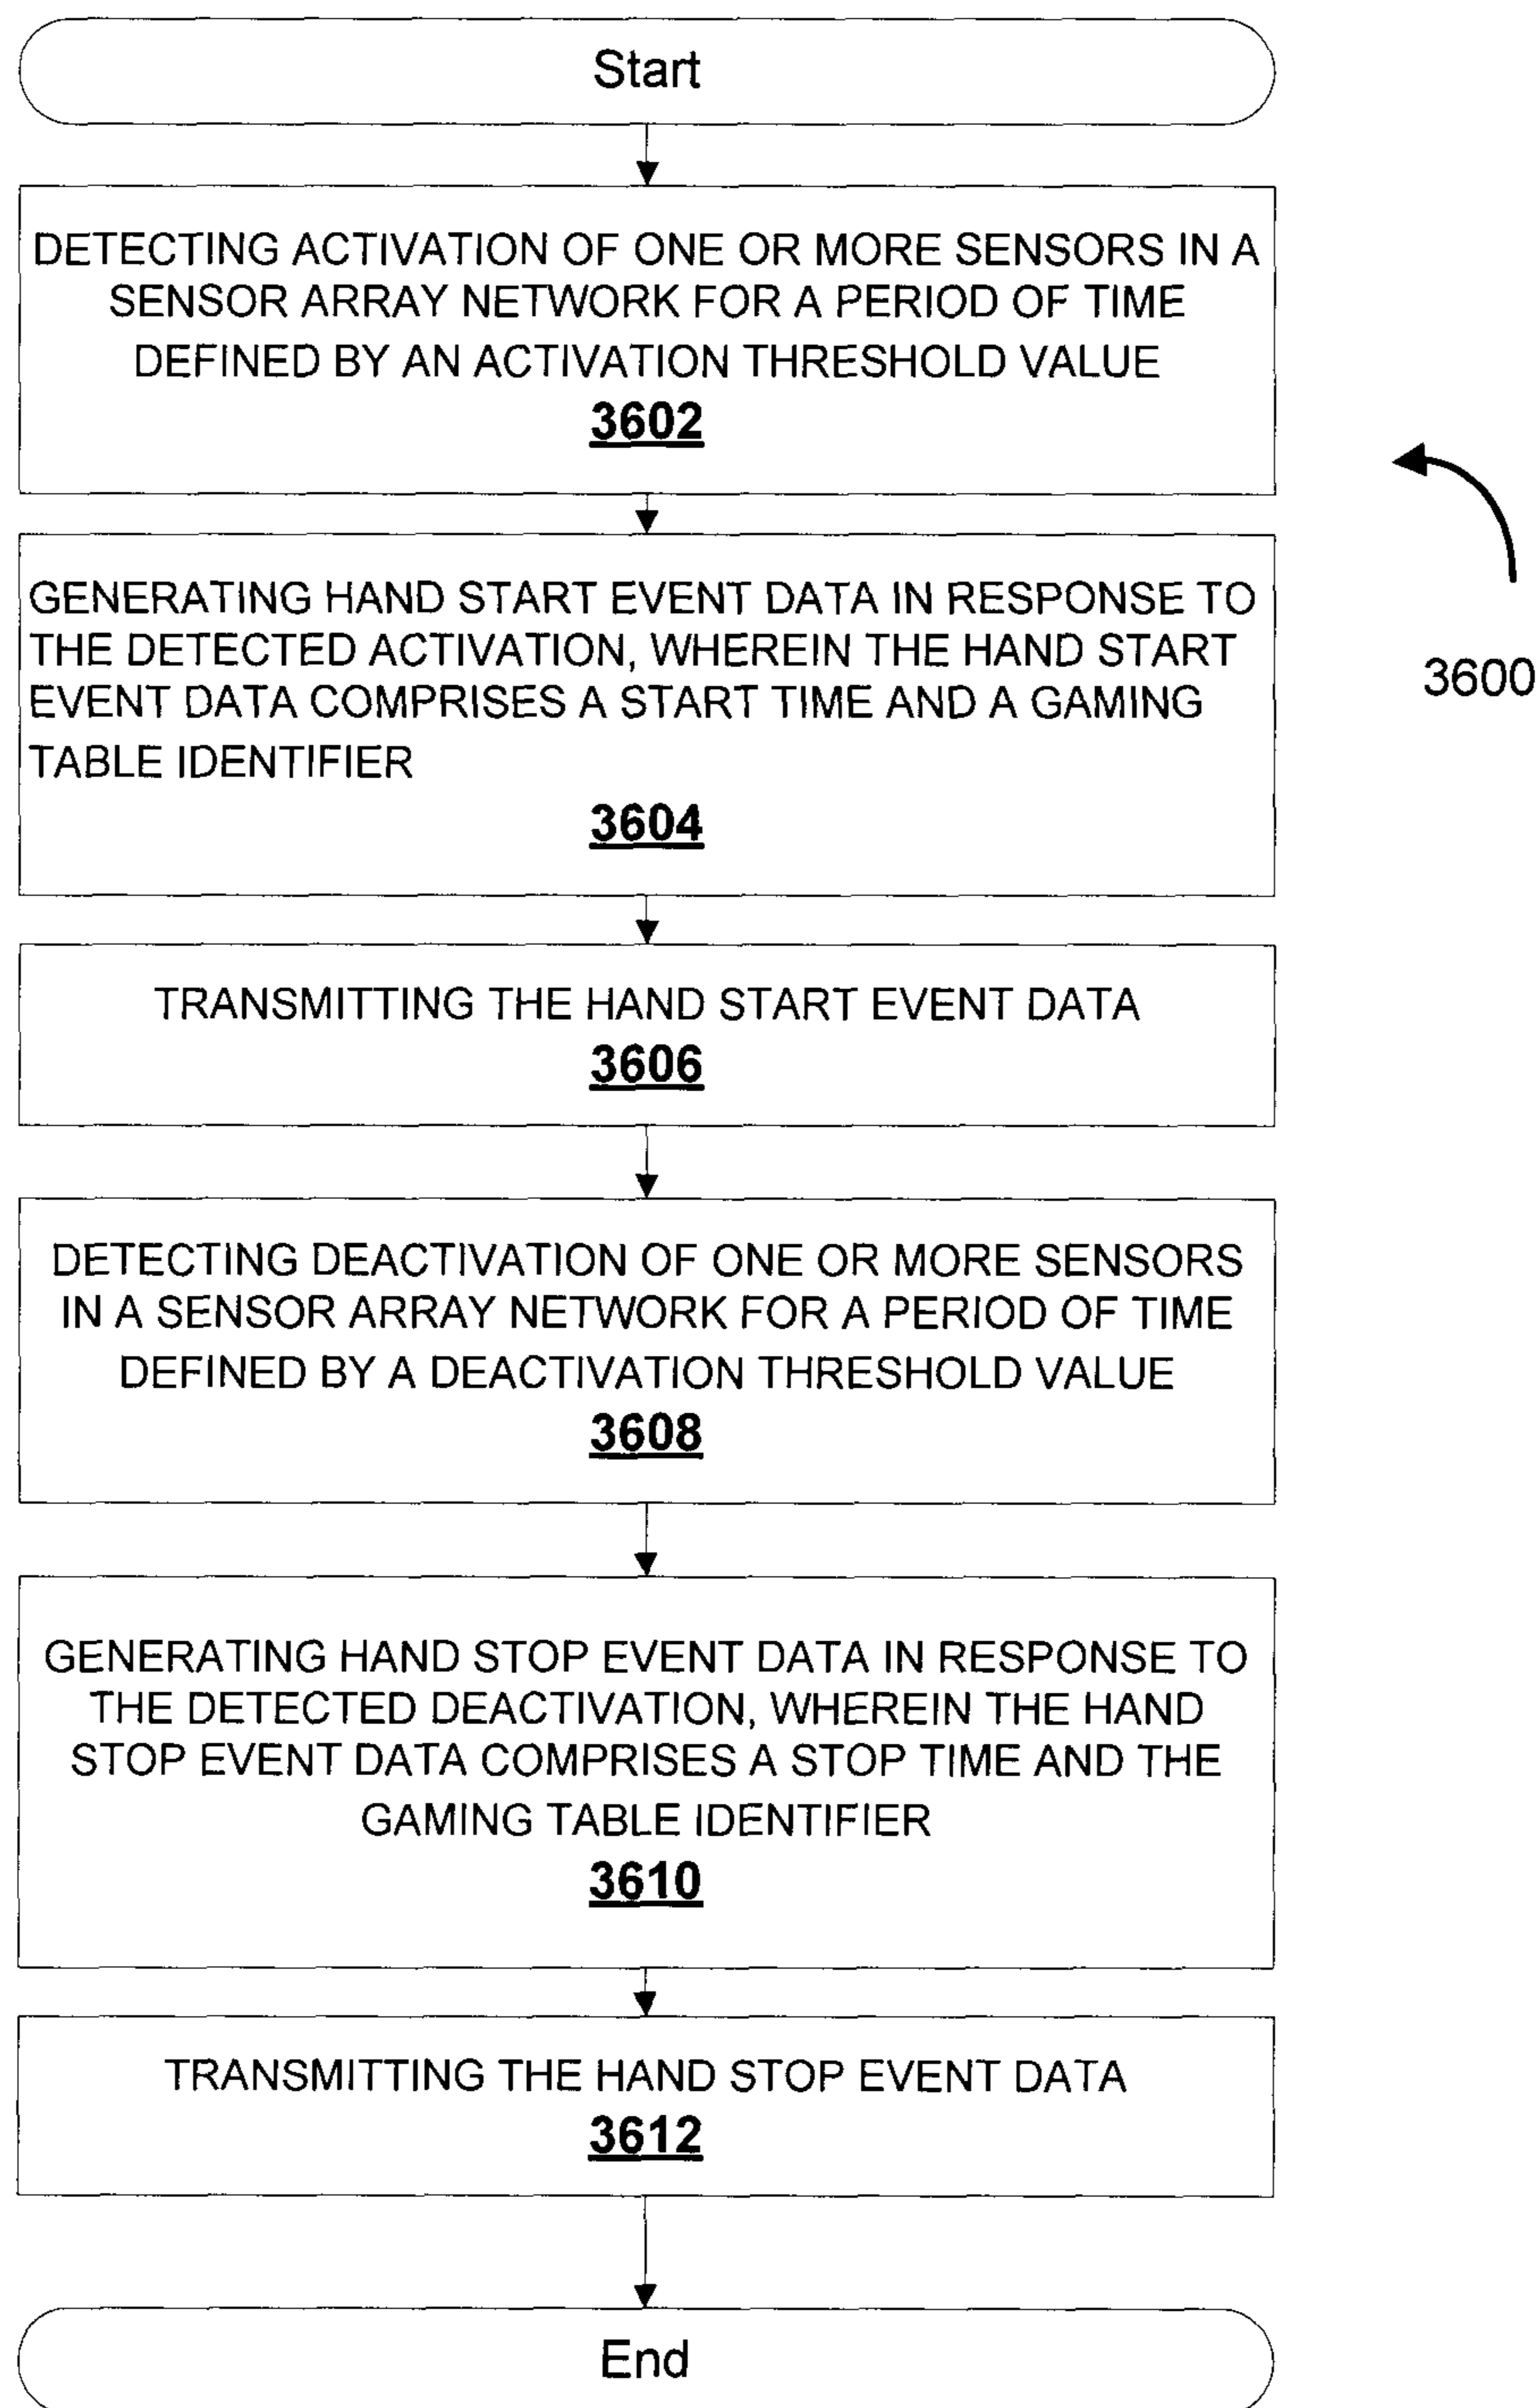 Start
DETECTING ACTIVATION OF ONE OR MORE SENSORS IN A
SENSOR ARRAY NETWORK FOR A PERIOD OF TIME
DEFINED BY AN ACTIVATION THRESHOLD VALUE
3602
GENERATING HAND START EVENT DATA IN RESPONSE TO
THE DETECTED ACTIVATION, WHEREIN THE HAND START
EVENT DATA COMPRISES A START TIME AND A GAMING
TABLE IDENTIFIER
3604
3600
TRANSMITTING THE HAND START EVENT DATA
3606
DETECTING DEACTIVATION OF ONE OR MORE SENSORS
IN A SENSOR ARRAY NETWORK FOR A PERIOD OF TIME
DEFINED BY A DEACTIVATION THRESHOLD VALUE
3608
GENERATING HAND STOP EVENT DATA IN RESPONSE TO
THE DETECTED DEACTIVATION, WHEREIN THE HAND
STOP EVENT DATA COMPRISES A STOP TIME AND THE
GAMING TABLE IDENTIFIER
3610
TRANSMITTING THE HAND STOP EVENT DATA
3612
End